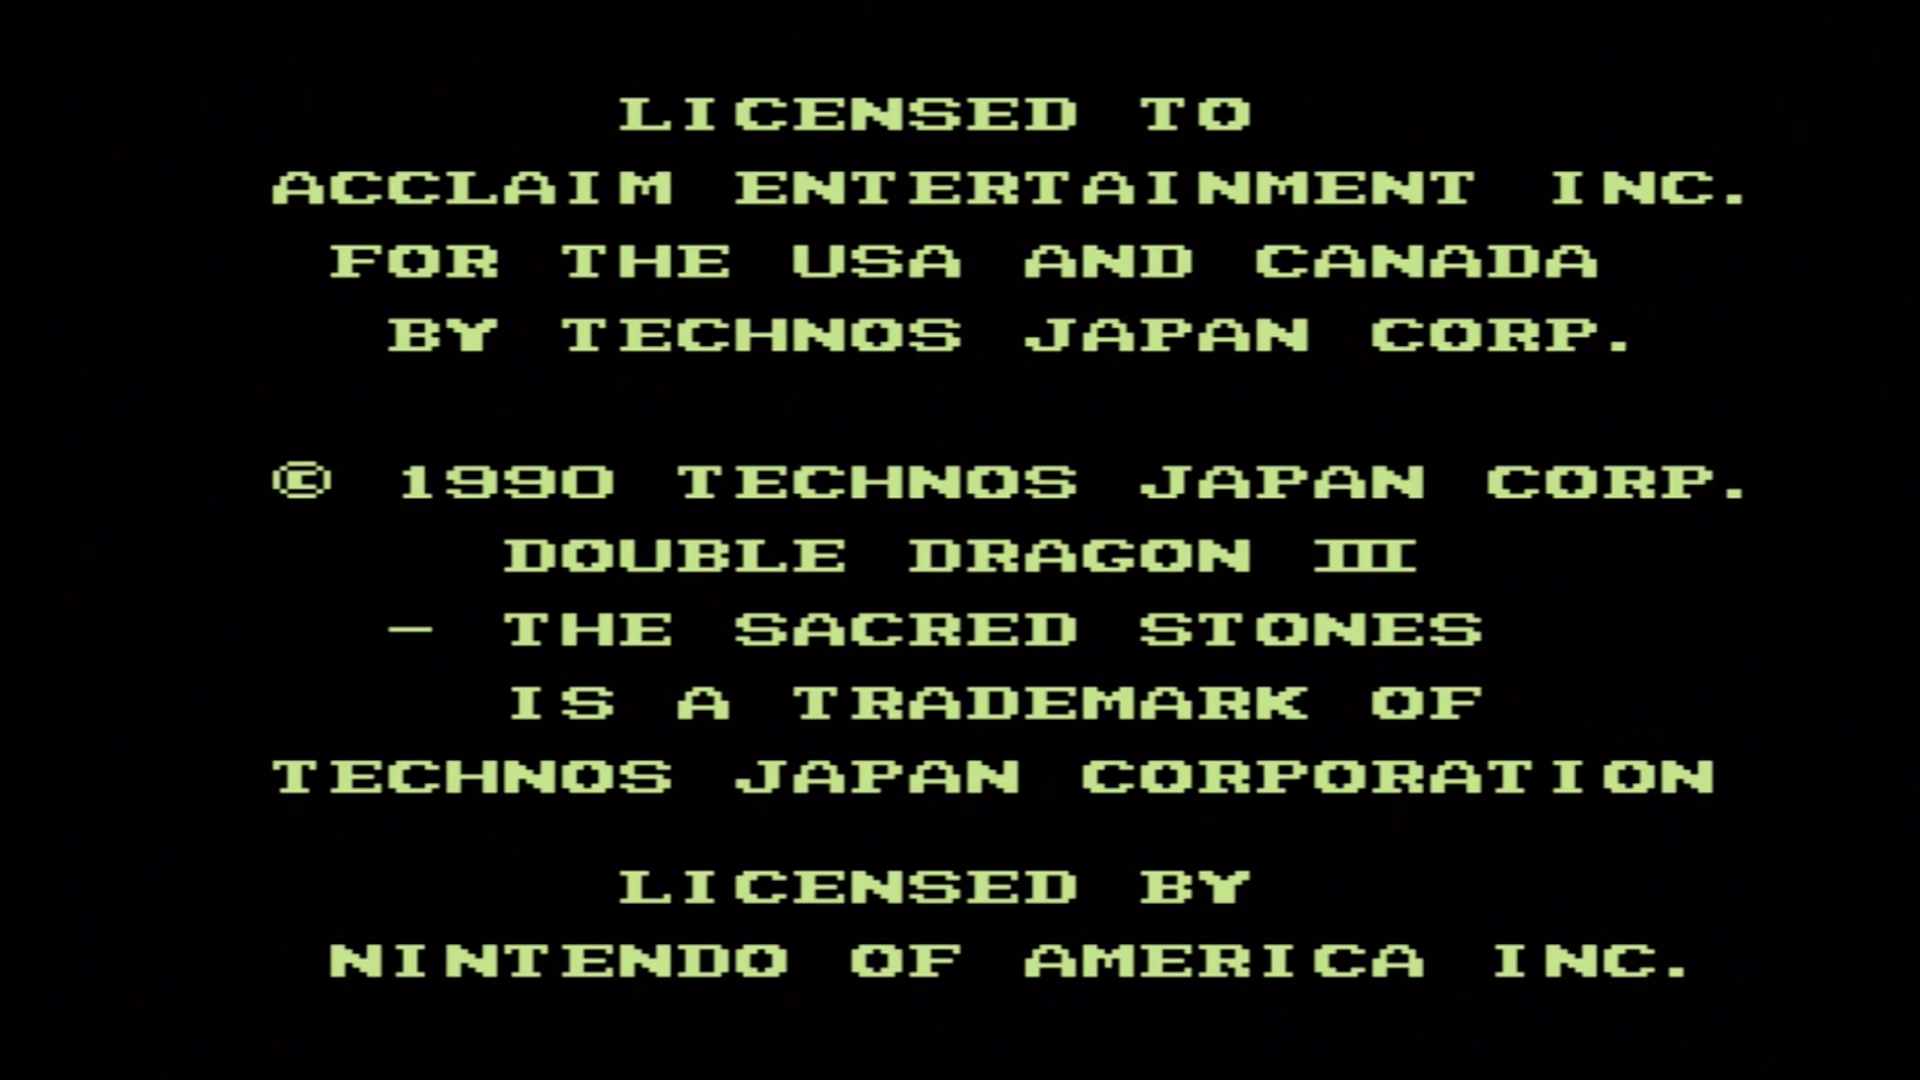 LICENSED TO
ACCLAIM ENTERTAINMENT INC.
FOR THE USA AND CANADA
BY TECHNOS JAPAN CORP.
© 1990 TECHNOS JAPAN CORP.
DOUBLE DRAGON III
- THE SACRED STONES
IS A TRADEMARK OF
TECHNOS JAPAN CORPORATION
LICENSED BY
NINTENDO OF AMERICA INC.